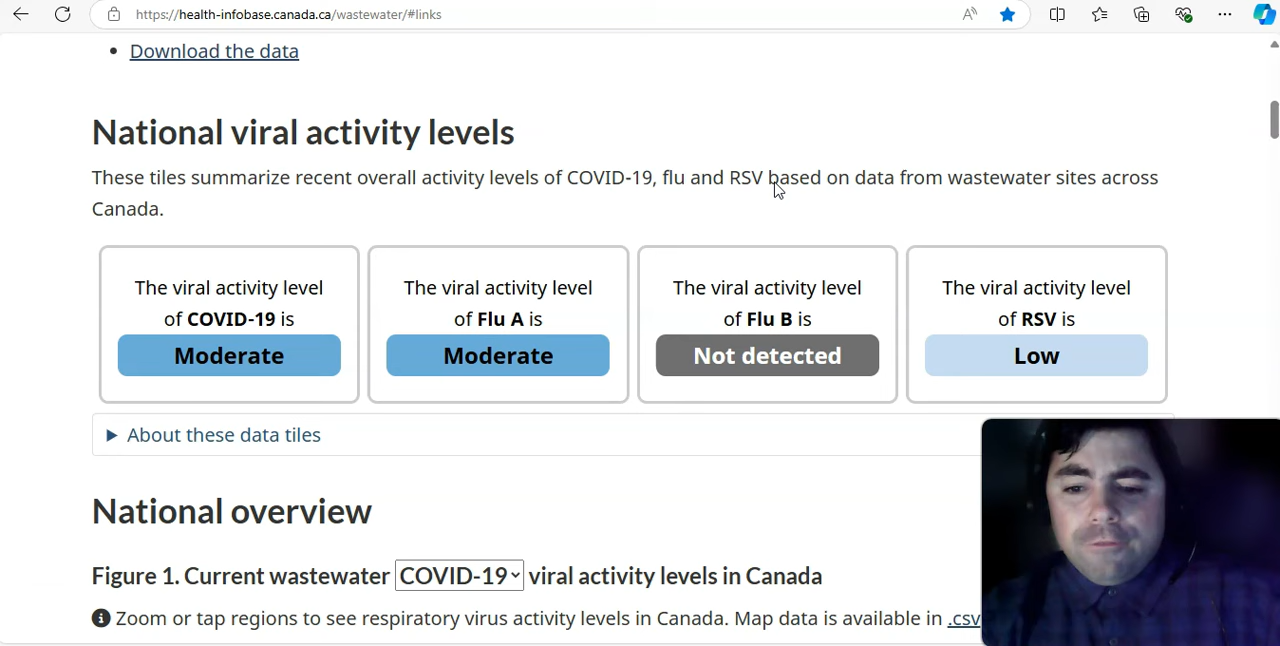 https://health-infobase.canada.ca/wastewater/#links
Download the data
National viral activity levels
These tiles summarize recent overall activity levels of COVID-19, flu and RSV based on data from wastewater sites across
Canada.
The viral activity level
of COVID-19 is
Moderate
The viral activity level
of Flu A is
Moderate
The viral activity level
of Flu B is
Not detected
The viral activity level
of RSV is
Low
About these data tiles
National overview
Figure 1. Current wastewater COVID-19 viral activity levels in Canada
Zoom or tap regions to see respiratory virus activity levels in Canada. Map data is available in .csv